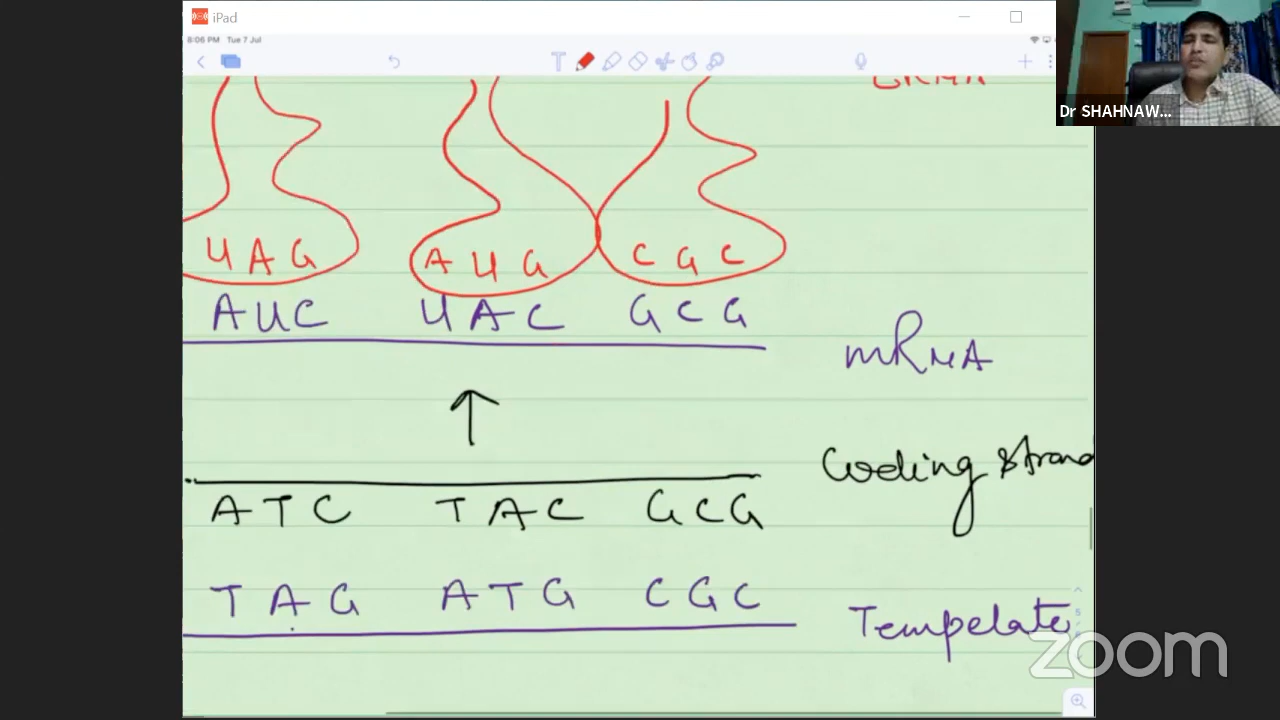 iPad
8:06 PM Tue 7 Jul
Dr SHAHNAW...
UAG AUG CGC
AUC UAC GCG
mRNA
Coding strand
ATC TAC GCG
TAG ATG CGC
Tempelate
zoom